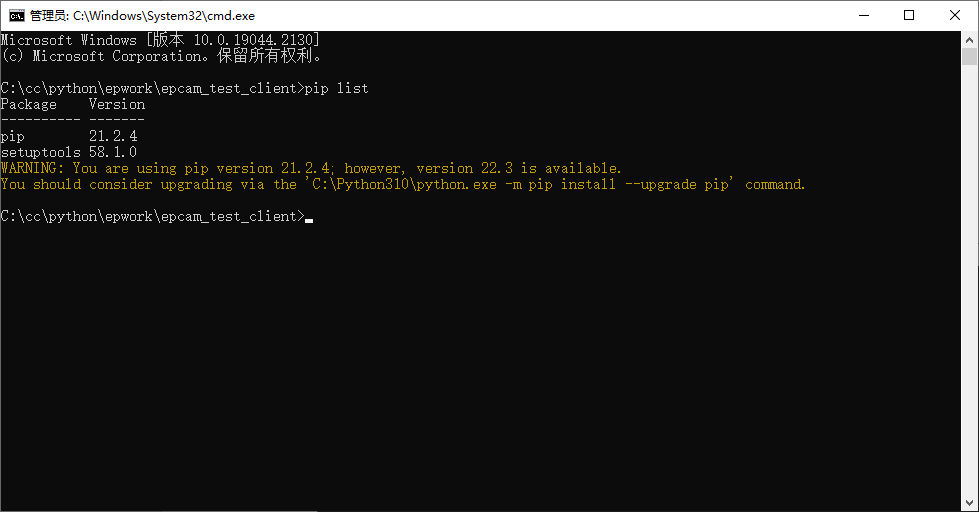 管理员: C:\Windows\System32\cmd.exe
Microsoft Windows [版本 10.0.19044.2130]
(c) Microsoft Corporation。保留所有权利。
C:\cc\python\epwork\epcam_test_client>pip list
Package    Version
---------- -------
pip        21.2.4
setuptools 58.1.0
WARNING: You are using pip version 21.2.4; however, version 22.3 is available.
You should consider upgrading via the 'C:\Python310\python.exe -m pip install --upgrade pip' command.
C:\cc\python\epwork\epcam_test_client>